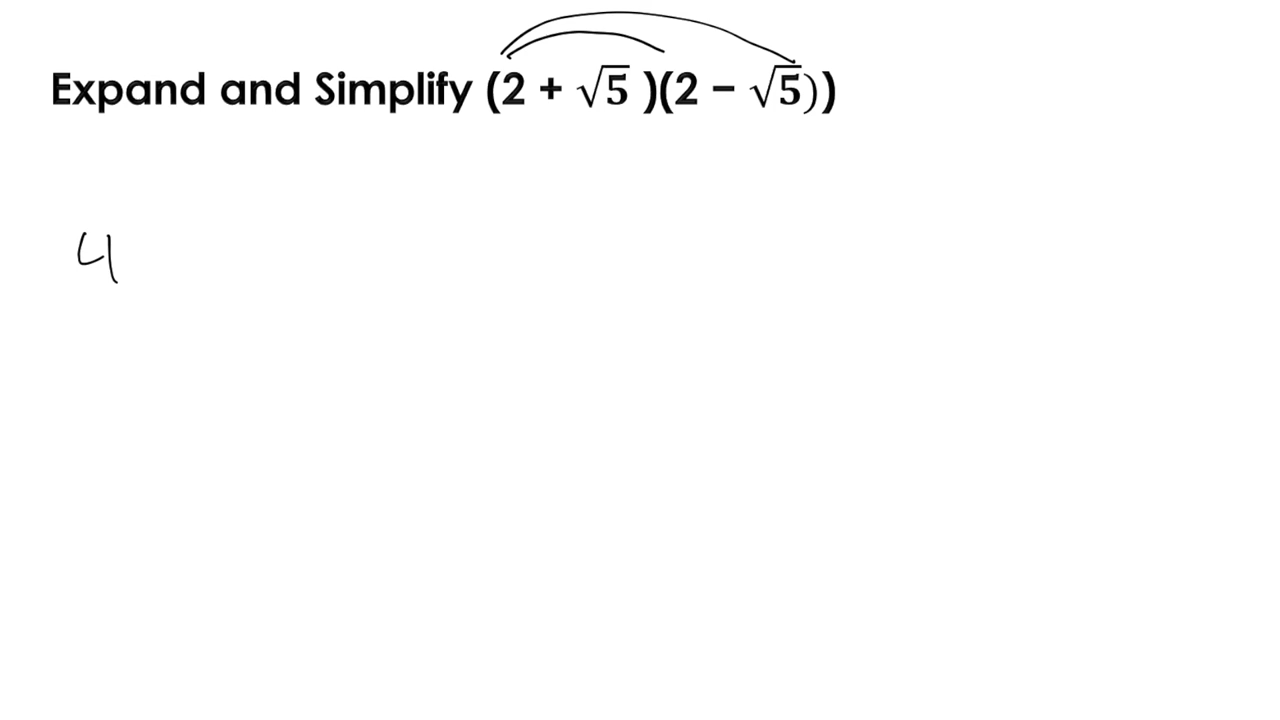 Expand and Simplify (2 + √5 )(2 − √5))
4